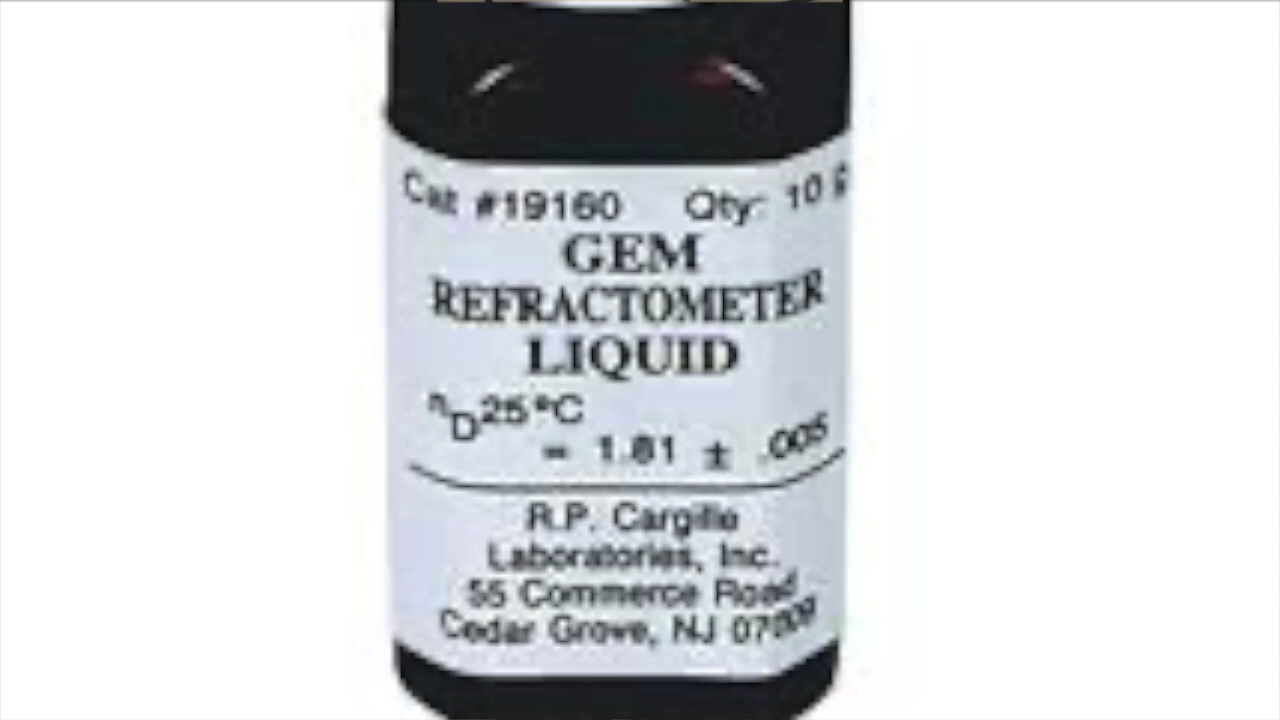 Cat #19160 Qty: 10 g
GEM
REFRACTOMETER
LIQUID
nD25°C
= 1.81 ± .005
R.P. Cargille
Laboratories, Inc.
55 Commerce Road
Cedar Grove, NJ 07009